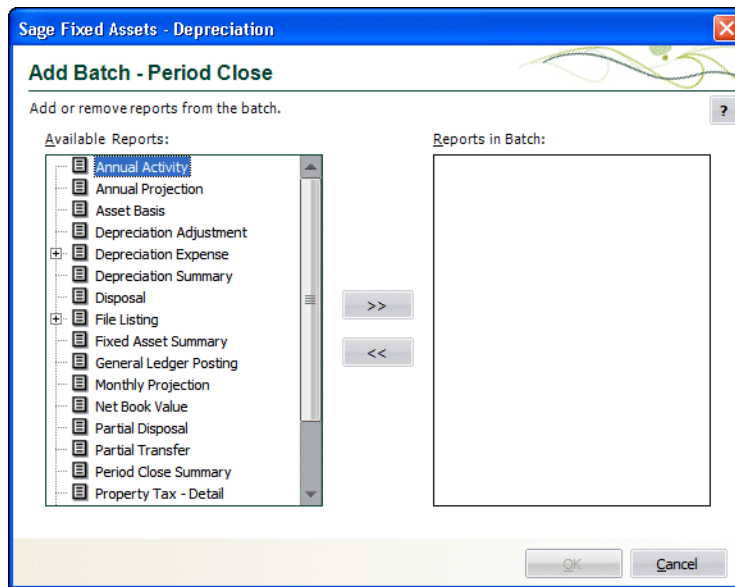 Sage Fixed Assets - Depreciation
Add Batch - Period Close
Add or remove reports from the batch.
?
Available Reports:
Reports in Batch:
Annual Activity
Annual Projection
Asset Basis
Depreciation Adjustment
Depreciation Expense
Depreciation Summary
Disposal
File Listing
Fixed Asset Summary
General Ledger Posting
Monthly Projection
Net Book Value
Partial Disposal
Partial Transfer
Period Close Summary
Property Tax - Detail
>>
<<
OK
Cancel